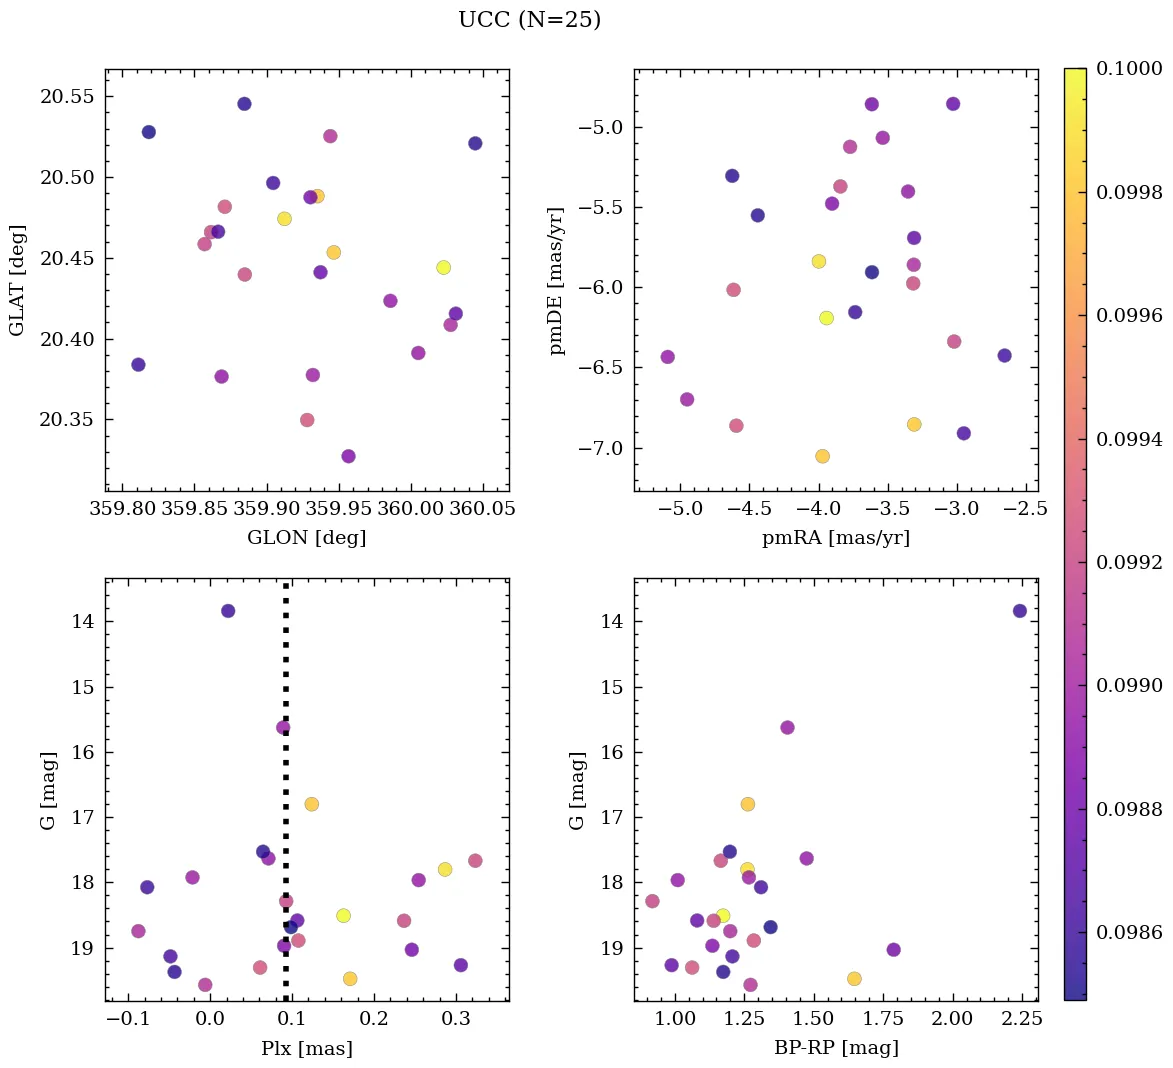 UCC (N=25)
20.55
20.50
20.45
20.40
20.35
GLAT [deg]
359.80 359.85 359.90 359.95 360.00 360.05
GLON [deg]
−5.0
−5.5
−6.0
−6.5
−7.0
pmDE [mas/yr]
−5.0 −4.5 −4.0 −3.5 −3.0 −2.5
pmRA [mas/yr]
14
15
16
17
18
19
G [mag]
−0.1 0.0 0.1 0.2 0.3
Plx [mas]
14
15
16
17
18
19
G [mag]
1.00 1.25 1.50 1.75 2.00 2.25
BP-RP [mag]
0.1000
0.0998
0.0996
0.0994
0.0992
0.0990
0.0988
0.0986